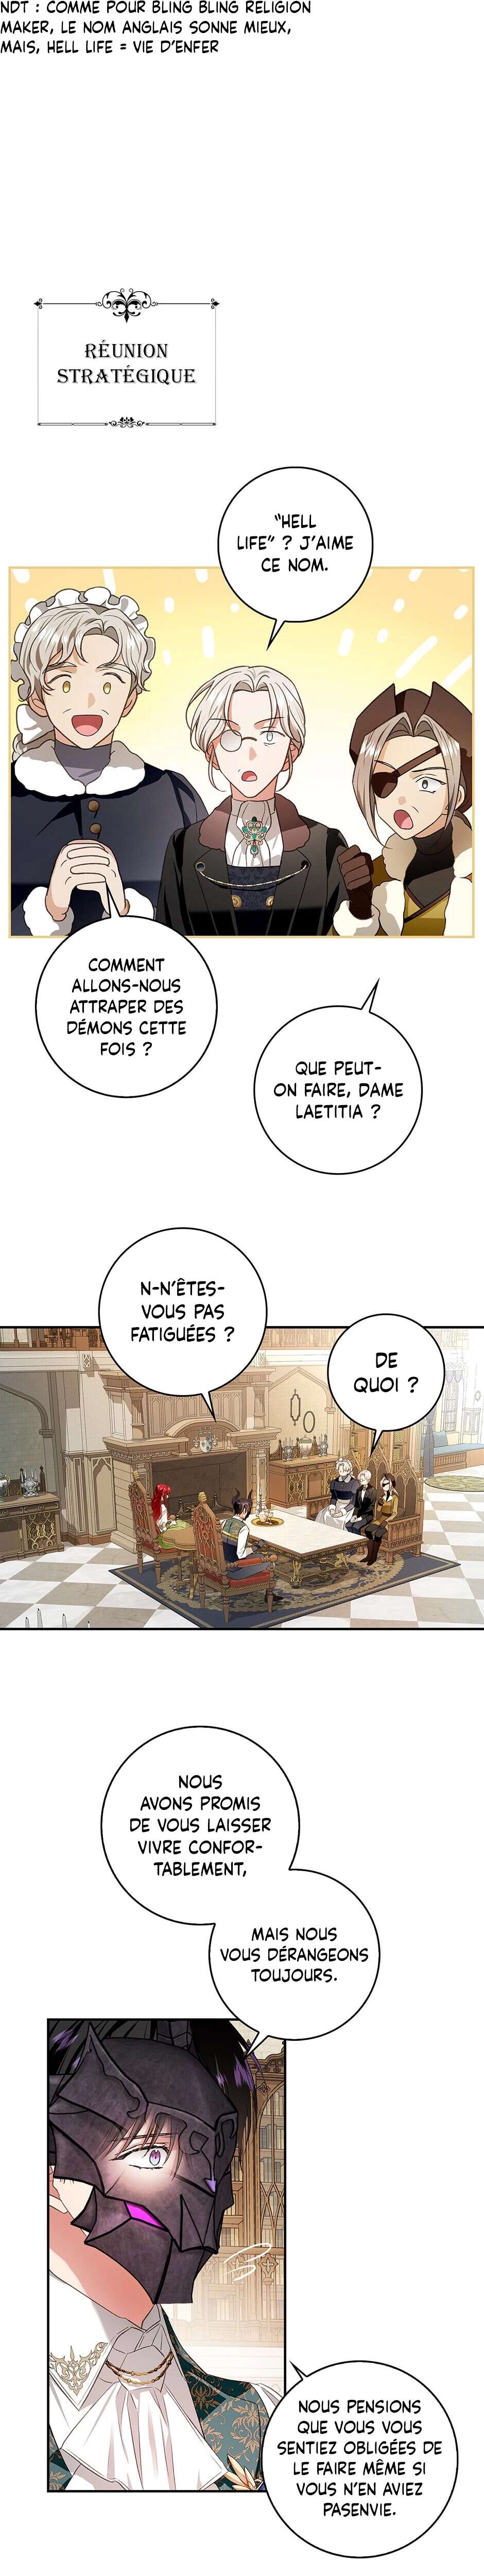 NDT : COMME POUR BLING BLING RELIGION
MAKER, LE NOM ANGLAIS SONNE MIEUX,
MAIS, HELL LIFE = VIE D'ENFER
RÉUNION
STRATÉGIQUE
"HELL
LIFE" ? J'AIME
CE NOM.
COMMENT
ALLONS-NOUS
ATTRAPER DES
DÉMONS CETTE
FOIS ?
QUE PEUT-
ON FAIRE, DAME
LAETITIA ?
N-N'ÊTES-
VOUS PAS
FATIGUÉES ?
DE
QUOI ?
NOUS
AVONS PROMIS
DE VOUS LAISSER
VIVRE CONFOR-
TABLEMENT,
MAIS NOUS
VOUS DÉRANGEONS
TOUJOURS.
NOUS PENSIONS
QUE VOUS VOUS
SENTIEZ OBLIGÉES DE
LE FAIRE MÊME SI
VOUS N'EN AVIEZ
PASENVIE.